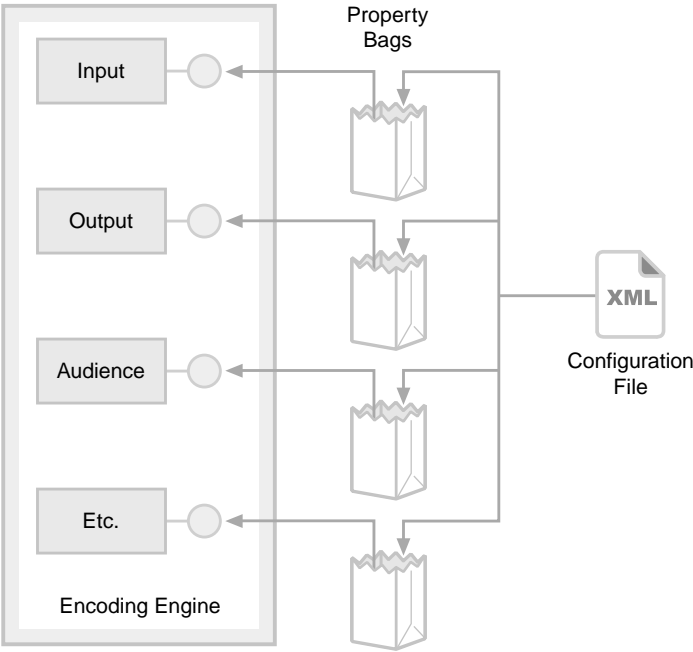 Property
Bags
Input
Output
XML
Configuration
File
Audience
Etc.
Encoding Engine